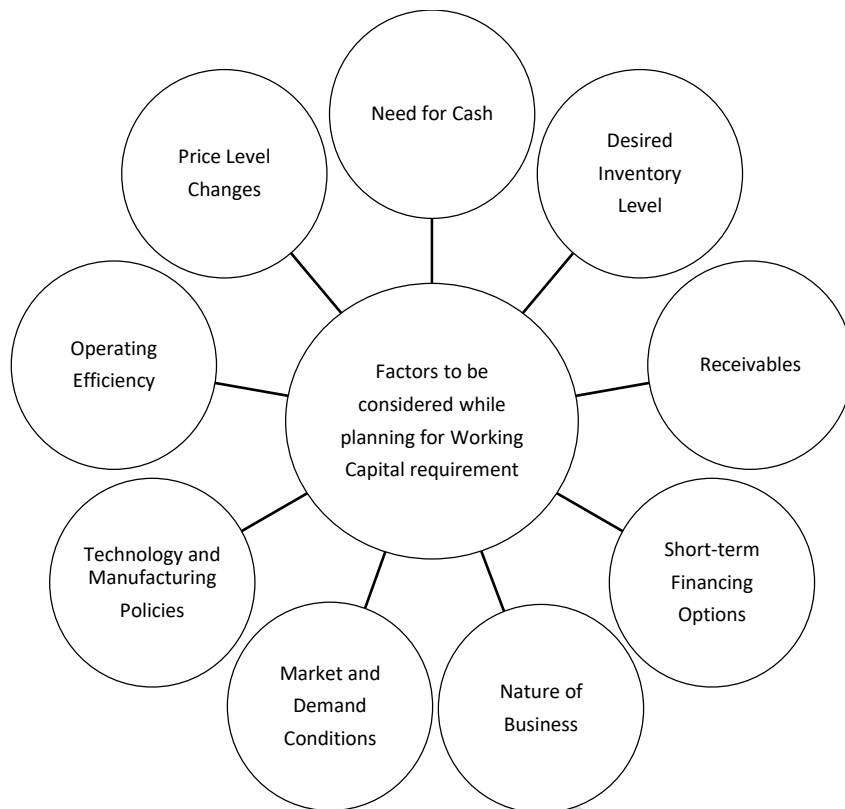 Need for Cash
Desired
Inventory
Level
Receivables
Short-term
Financing
Options
Nature of
Business
Market and
Demand
Conditions
Technology and
Manufacturing
Policies
Operating
Efficiency
Price Level
Changes
Factors to be
considered while
planning for Working
Capital requirement